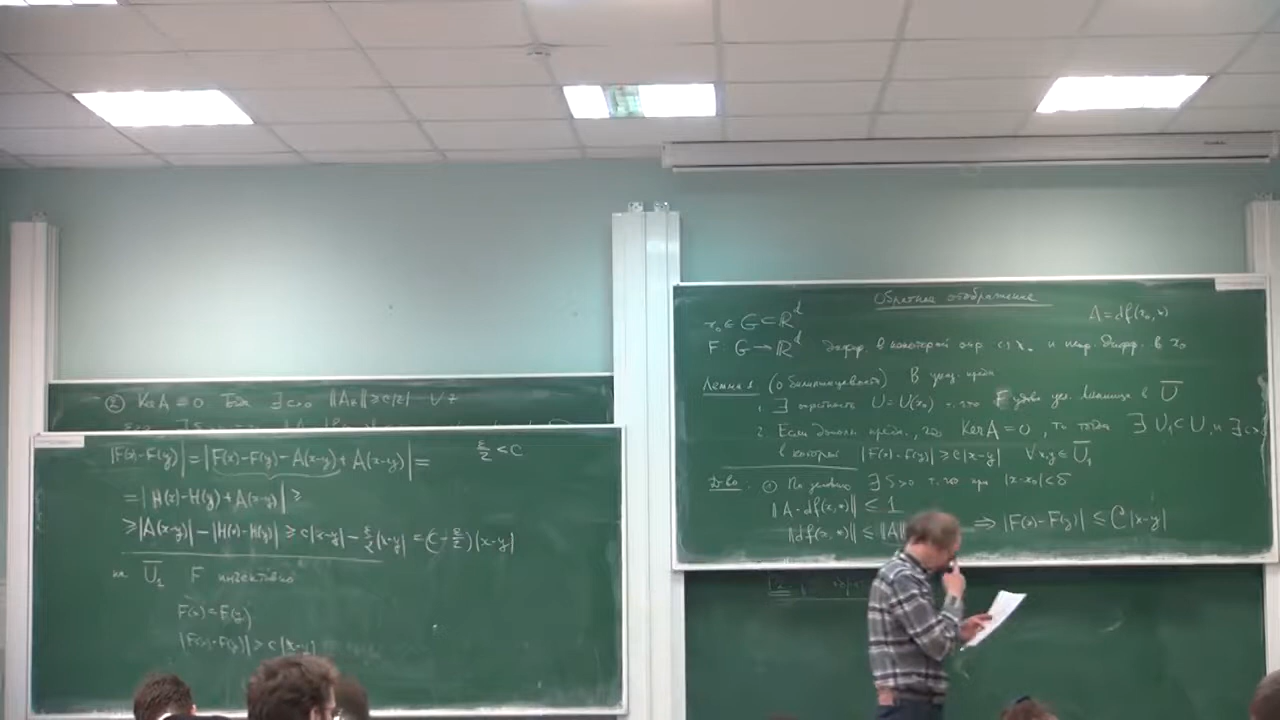 ② Ker A = 0. Тогда ∃ c>0 ‖Az‖ ≥ c|z| ∀ z
|F(x)-F(y)| = |F(x)-F(y)-A(x-y)+A(x-y)| =
ε/2 < c
= |H(x)-H(y)+A(x-y)| ≥
≥ |A(x-y)| - |H(x)-H(y)| ≥ c|x-y| - ε/2 |x-y| = (c-ε/2)|x-y|
на U̅₁ F инъективно
F(x)=F(y)
|F(x)-F(y)| ≥ c|x-y|
Обратное отображение
x₀ ∈ G ⊂ ℝᵈ
A = df(x₀,·)
F: G → ℝᵈ дифф. в некоторой окр. x₀ и непр. дифф. в x₀
Лемма 1 (о билипшицевости) В усл. предл.
1. ∃ окрестность U=U(x₀) т.что F удовл. усл. Липшица в U̅
2. Если дополн. предп., что Ker A = 0, то тогда ∃ U₁⊂U, и ∃ c>
в которых |F(x)-F(y)| ≥ c|x-y| ∀x,y ∈ U̅₁
Д-во. ① По условию ∃ δ>0 т.что при |x-x₀|<δ
‖A-df(x,·)‖ ≤ 1
‖df(x,·)‖ ≤ ‖A‖ ⇒ |F(x)-F(y)| ≤ C|x-y|